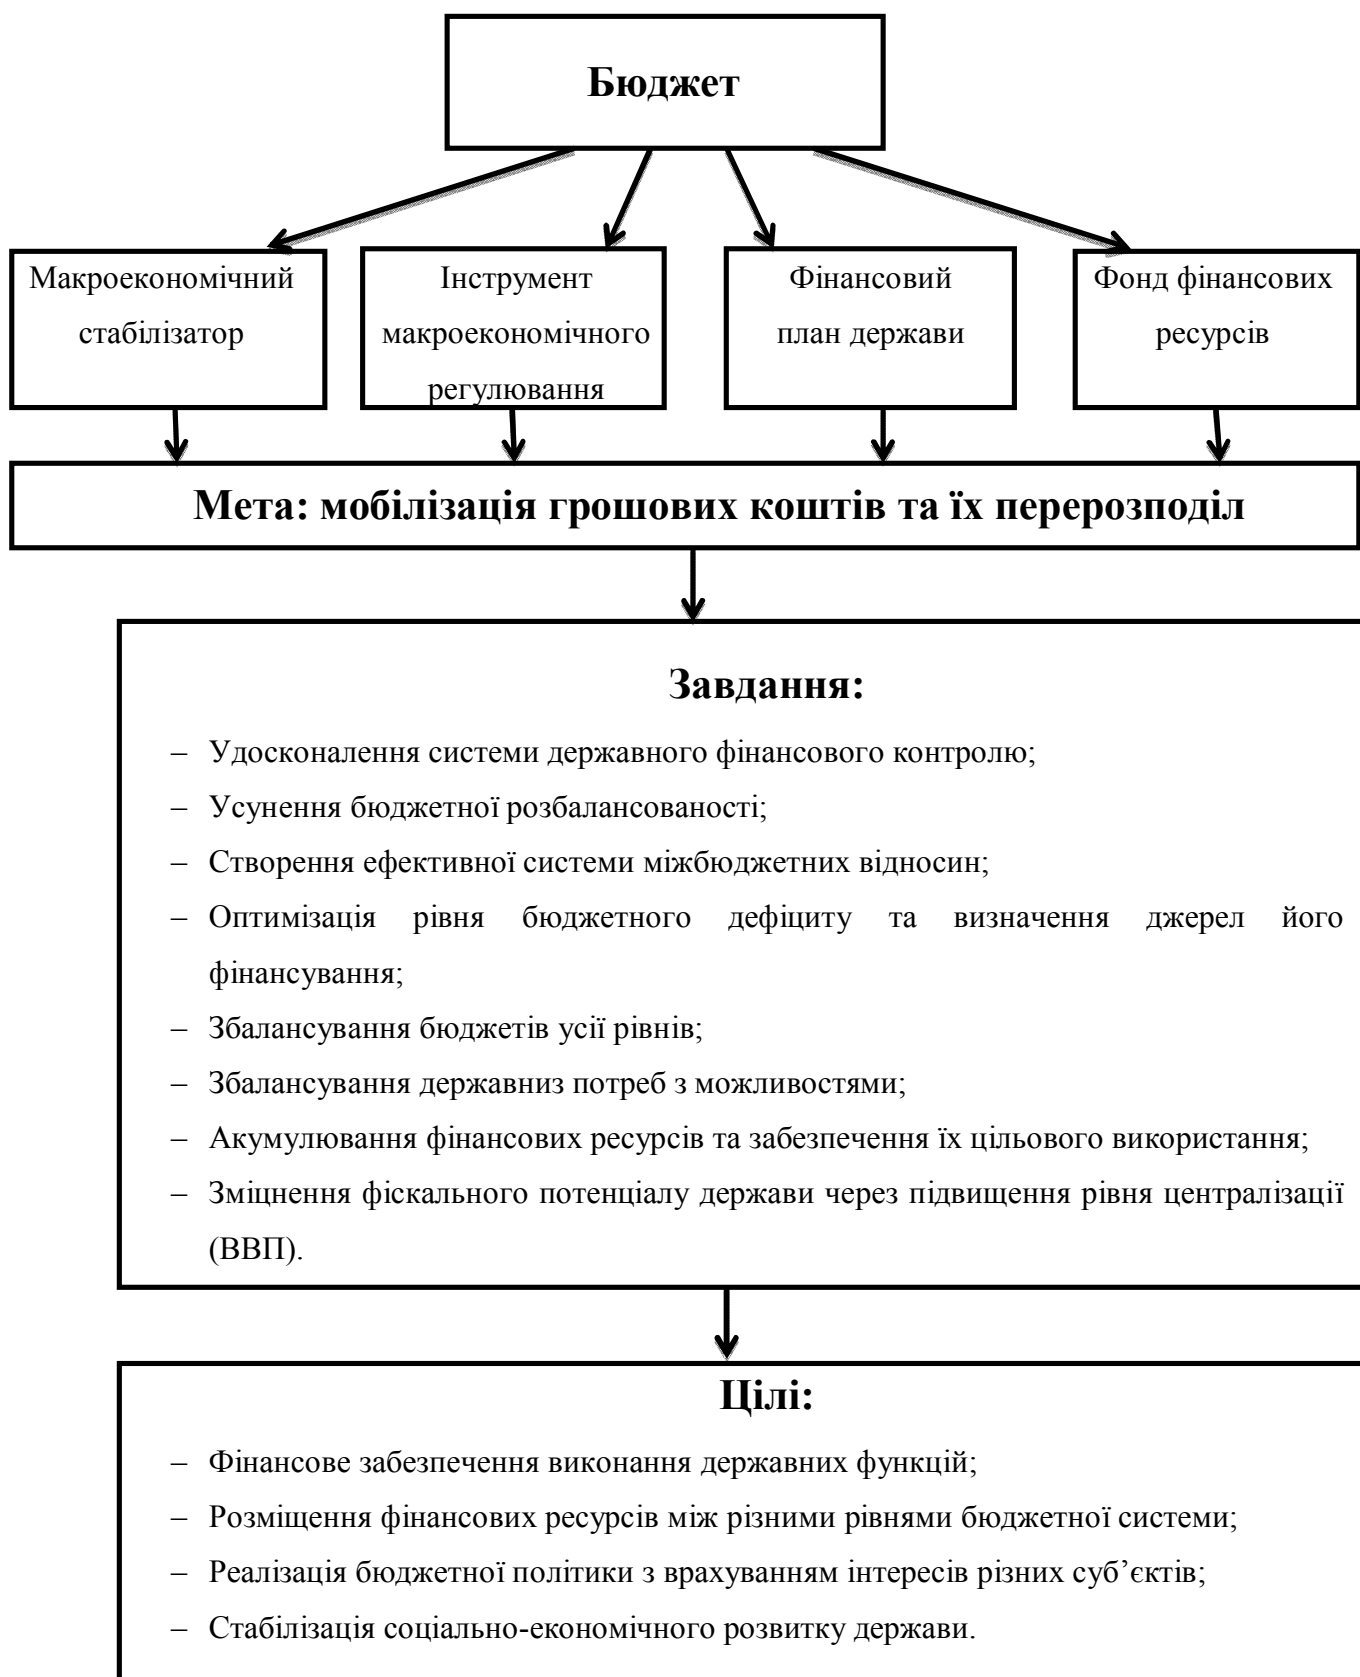 Бюджет
Макроекономічний
стабілізатор
Інструмент
макроекономічного
регулювання
Фінансовий
план держави
Фонд фінансових
ресурсів
Мета: мобілізація грошових коштів та їх перерозподіл
Завдання:
– Удосконалення системи державного фінансового контролю;
– Усунення бюджетної розбалансованості;
– Створення ефективної системи міжбюджетних відносин;
– Оптимізація рівня бюджетного дефіциту та визначення джерел його
фінансування;
– Збалансування бюджетів усії рівнів;
– Збалансування державниз потреб з можливостями;
– Акумулювання фінансових ресурсів та забезпечення їх цільового використання;
– Зміцнення фіскального потенціалу держави через підвищення рівня централізації
(ВВП).
Цілі:
– Фінансове забезпечення виконання державних функцій;
– Розміщення фінансових ресурсів між різними рівнями бюджетної системи;
– Реалізація бюджетної політики з врахуванням інтересів різних суб’єктів;
– Стабілізація соціально-економічного розвитку держави.